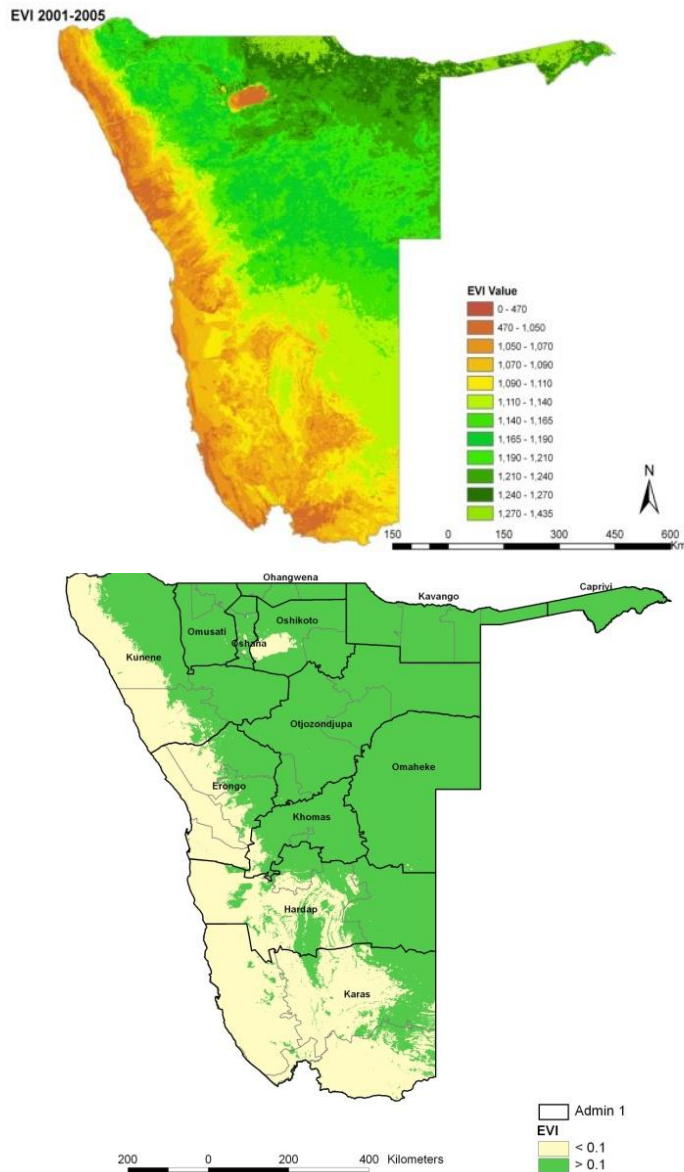 EVI 2001-2005
EVI Value
0 - 470
470 - 1,050
1,050 - 1,070
1,070 - 1,090
1,090 - 1,110
1,110 - 1,140
1,140 - 1,165
1,165 - 1,190
1,190 - 1,210
1,210 - 1,240
1,240 - 1,270
1,270 - 1,435
N
150 0 150 300 450 600
Km
Ohangwena
Caprivi
Kavango
Oshikoto
Omusati
Oshana
Kunene
Otjozondjupa
Omaheke
Erongo
Khomas
Hardap
Karas
Admin 1
EVI
< 0.1
> 0.1
200 0 200 400 Kilometers